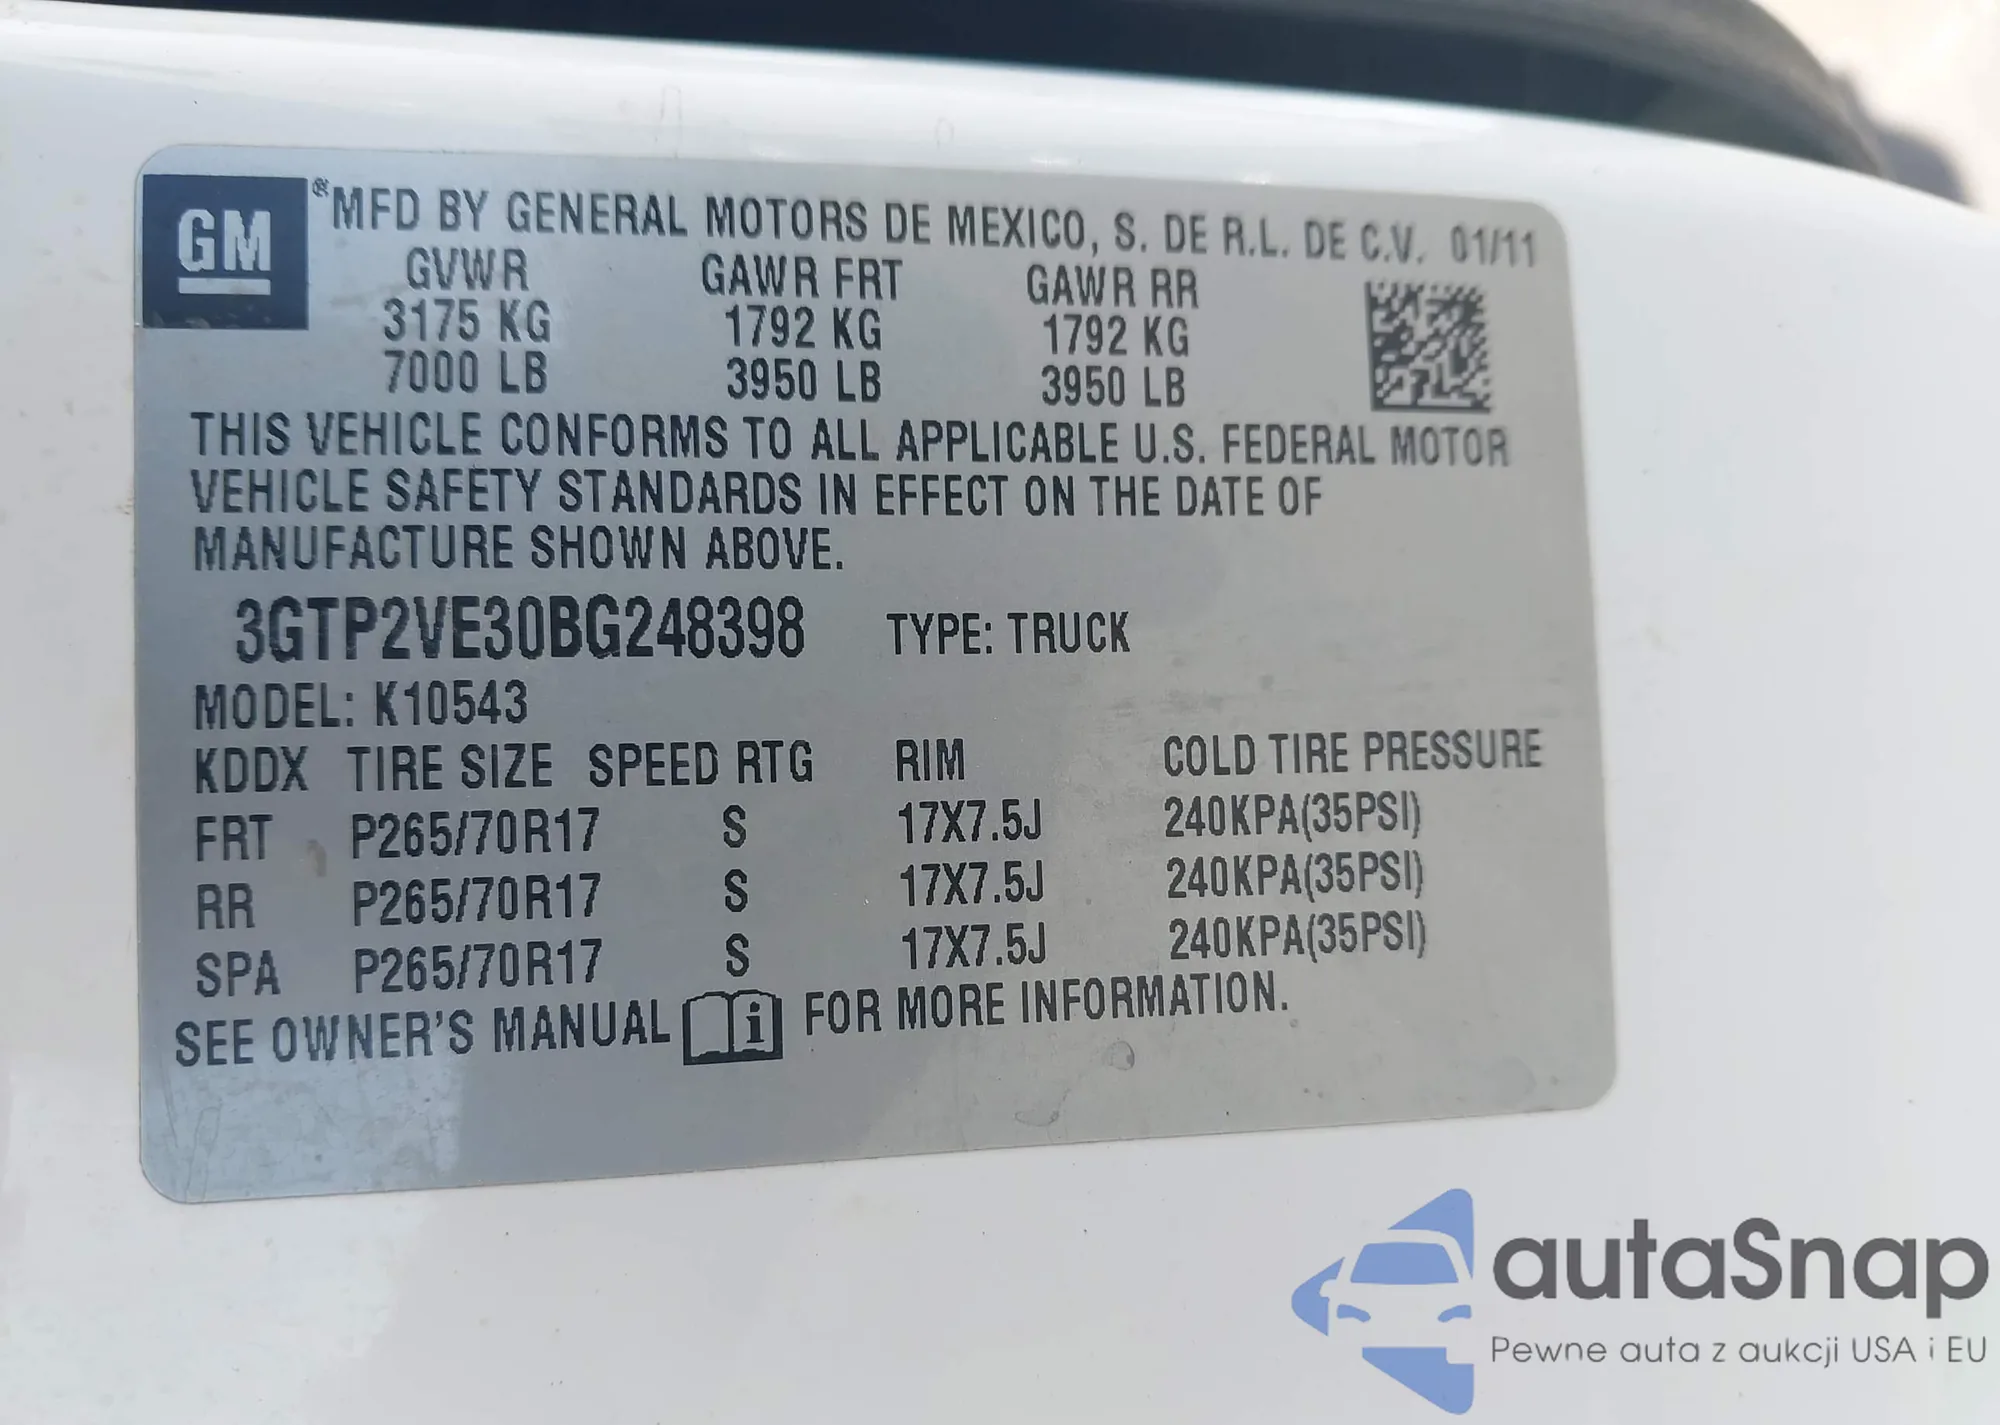 GM
®MFD BY GENERAL MOTORS DE MEXICO, S. DE R.L. DE C.V. 01/11
GVWR GAWR FRT GAWR RR
3175 KG 1792 KG 1792 KG
7000 LB 3950 LB 3950 LB
THIS VEHICLE CONFORMS TO ALL APPLICABLE U.S. FEDERAL MOTOR
VEHICLE SAFETY STANDARDS IN EFFECT ON THE DATE OF
MANUFACTURE SHOWN ABOVE.
3GTP2VE30BG248398 TYPE: TRUCK
MODEL: K10543
KDDX TIRE SIZE SPEED RTG RIM COLD TIRE PRESSURE
FRT P265/70R17 S 17X7.5J 240KPA(35PSI)
RR P265/70R17 S 17X7.5J 240KPA(35PSI)
SPA P265/70R17 S 17X7.5J 240KPA(35PSI)
SEE OWNER'S MANUAL i FOR MORE INFORMATION.
autaSnap
Pewne auta z aukcji USA i EU